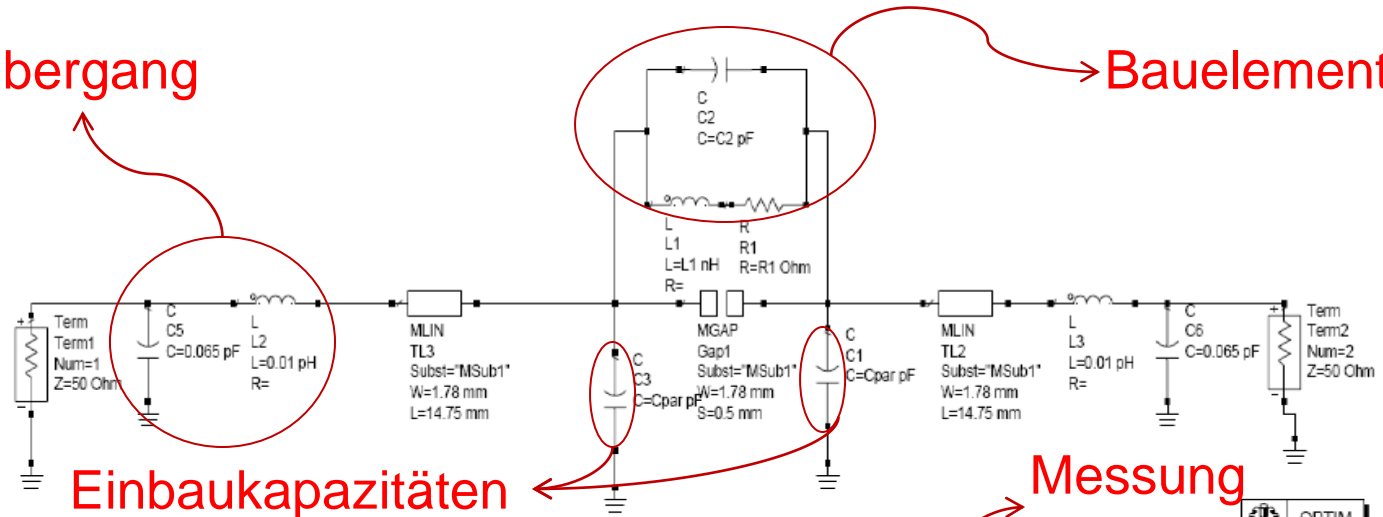 bergang
Bauelement
C
C2
C=C2 pF
L
L1
L=L1 nH
R=
R
R1
R=R1 Ohm
+
Term
Term1
Num=1
Z=50 Ohm
-
C
C5
C=0.065 pF
L
L2
L=0.01 pH
R=
MLIN
TL3
Subst="MSub1"
W=1.78 mm
L=14.75 mm
C
C3
C=Cpar pF
MGAP
Gap1
Subst="MSub1"
W=1.78 mm
S=0.5 mm
C
C1
C=Cpar pF
MLIN
TL2
Subst="MSub1"
W=1.78 mm
L=14.75 mm
L
L3
L=0.01 pH
R=
C
C6
C=0.065 pF
+
Term
Term2
Num=2
Z=50 Ohm
-
Einbaukapazitäten
Messung
OPTIM